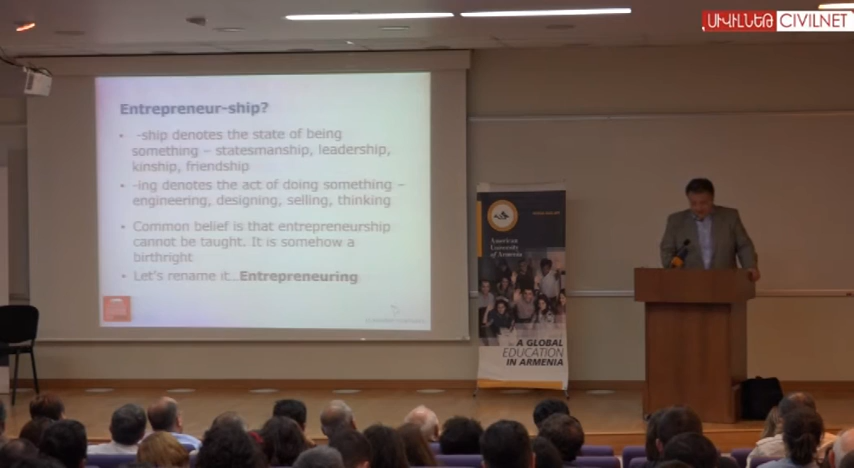 ՍԻՎԻԼՆԵԹ CIVILNET
Entrepreneur-ship?
• -ship denotes the state of being
something – statesmanship, leadership,
kinship, friendship
• -ing denotes the act of doing something –
engineering, designing, selling, thinking
• Common belief is that entrepreneurship
cannot be taught. It is somehow a
birthright
• Let's rename it…Entrepreneuring
American
University
of Armenia
A GLOBAL
EDUCATION
IN ARMENIA